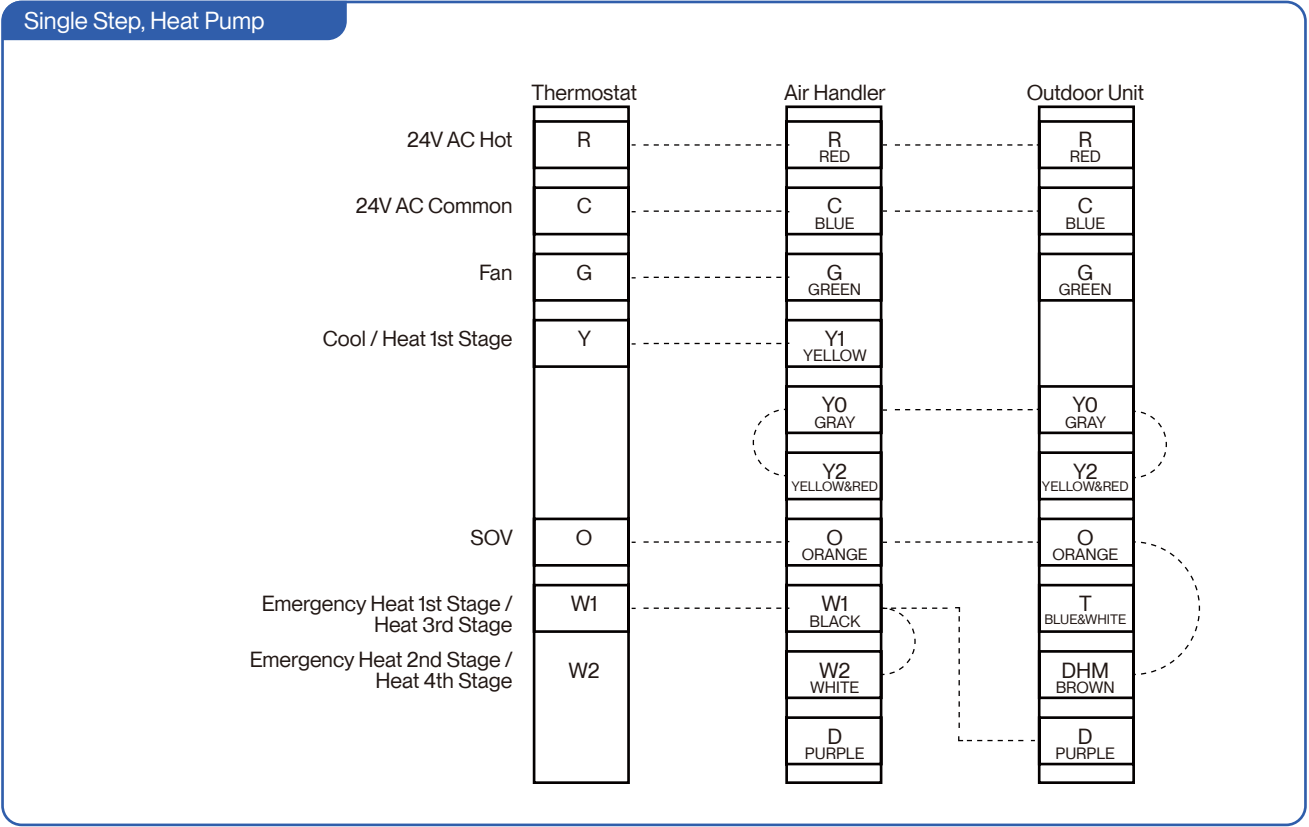 Single Step, Heat Pump
Thermostat Air Handler Outdoor Unit
24V AC Hot R R R
RED RED
24V AC Common C C C
BLUE BLUE
Fan G G G
GREEN GREEN
Cool / Heat 1st Stage Y Y1
YELLOW
Y0 Y0
GRAY GRAY
Y2 Y2
YELLOW&RED YELLOW&RED
SOV O O O
ORANGE ORANGE
Emergency Heat 1st Stage / W1 W1 T
Heat 3rd Stage BLACK BLUE&WHITE
Emergency Heat 2nd Stage / W2 W2 DHM
Heat 4th Stage WHITE BROWN
D D
PURPLE PURPLE